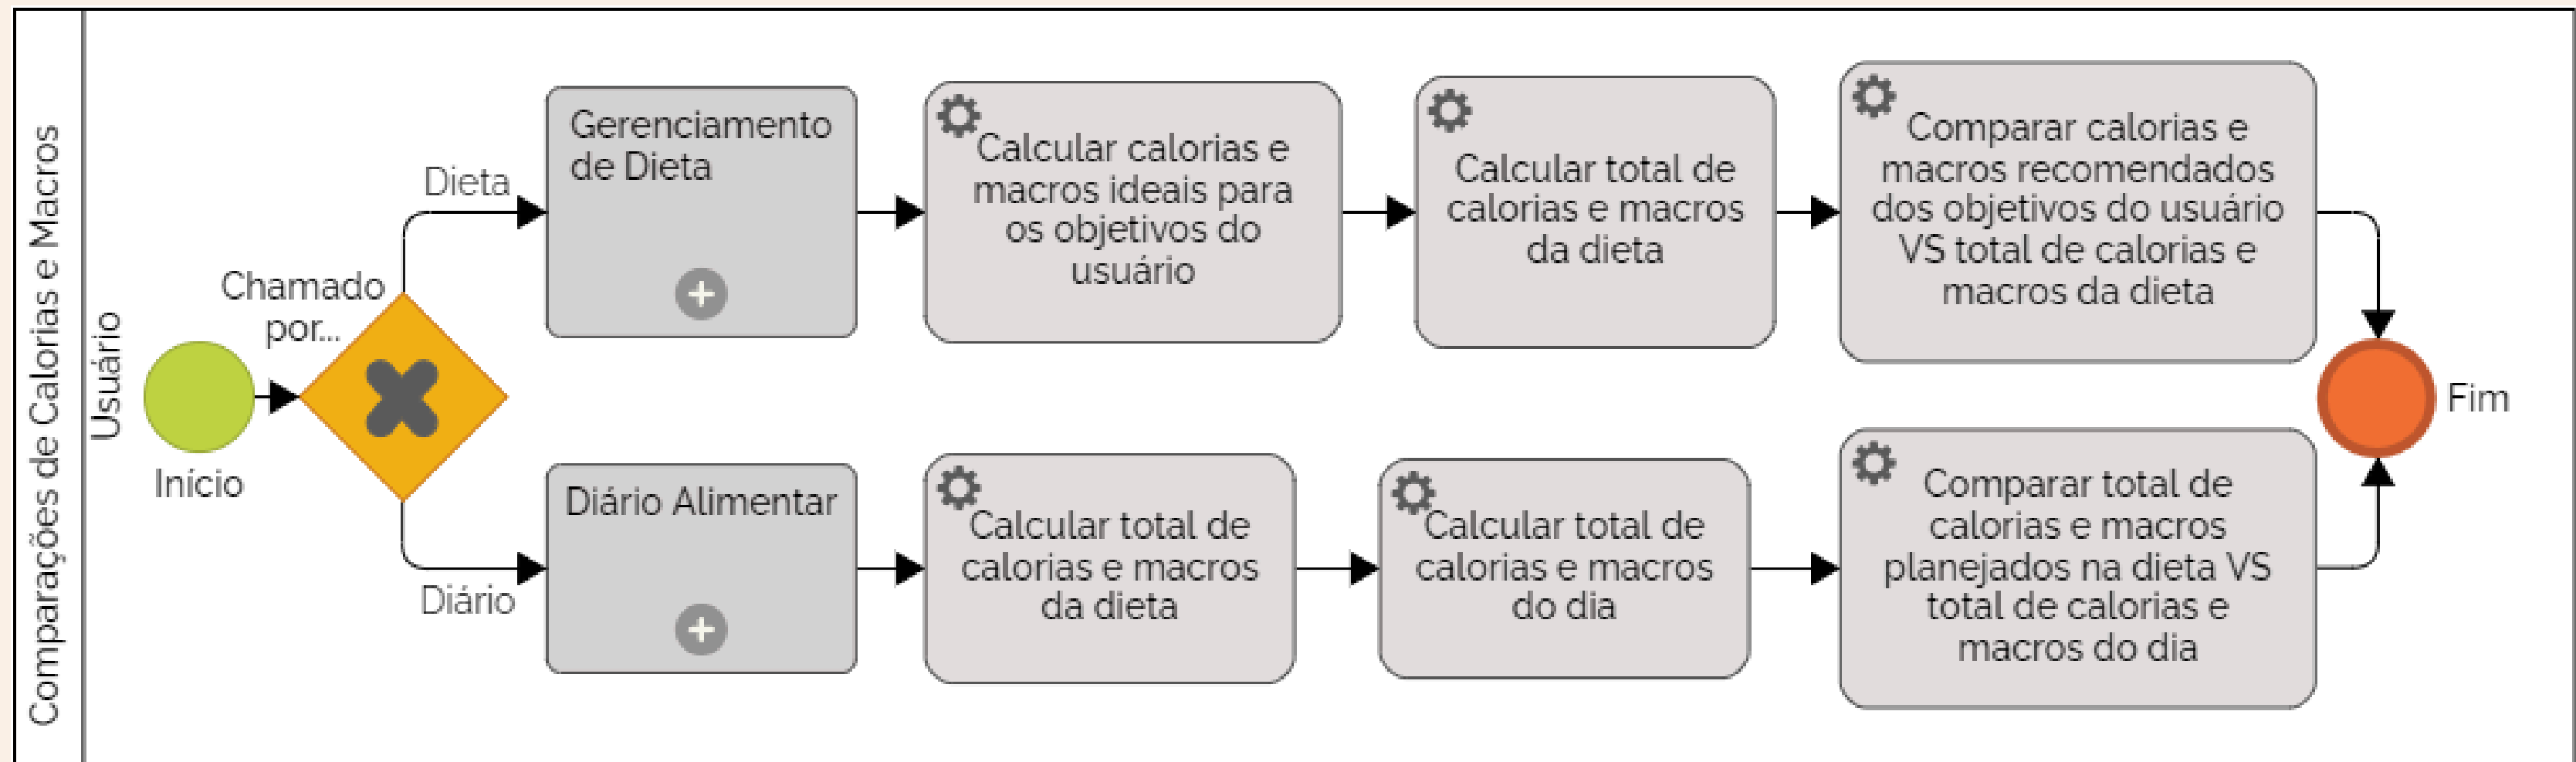 Comparações de Calorias e Macros
Usuário
Início
Chamado
por...
Dieta
Gerenciamento
de Dieta
Calcular calorias e
macros ideais para
os objetivos do
usuário
Calcular total de
calorias e macros
da dieta
Comparar calorias e
macros recomendados
dos objetivos do usuário
VS total de calorias e
macros da dieta
Diário
Diário Alimentar
Calcular total de
calorias e macros
da dieta
Calcular total de
calorias e macros
do dia
Comparar total de
calorias e macros
planejados na dieta VS
total de calorias e
macros do dia
Fim